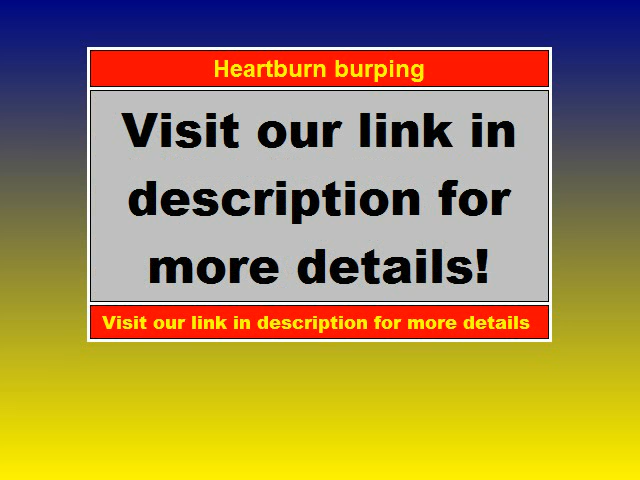 Heartburn burping
Visit our link in
description for
more details!
Visit our link in description for more details